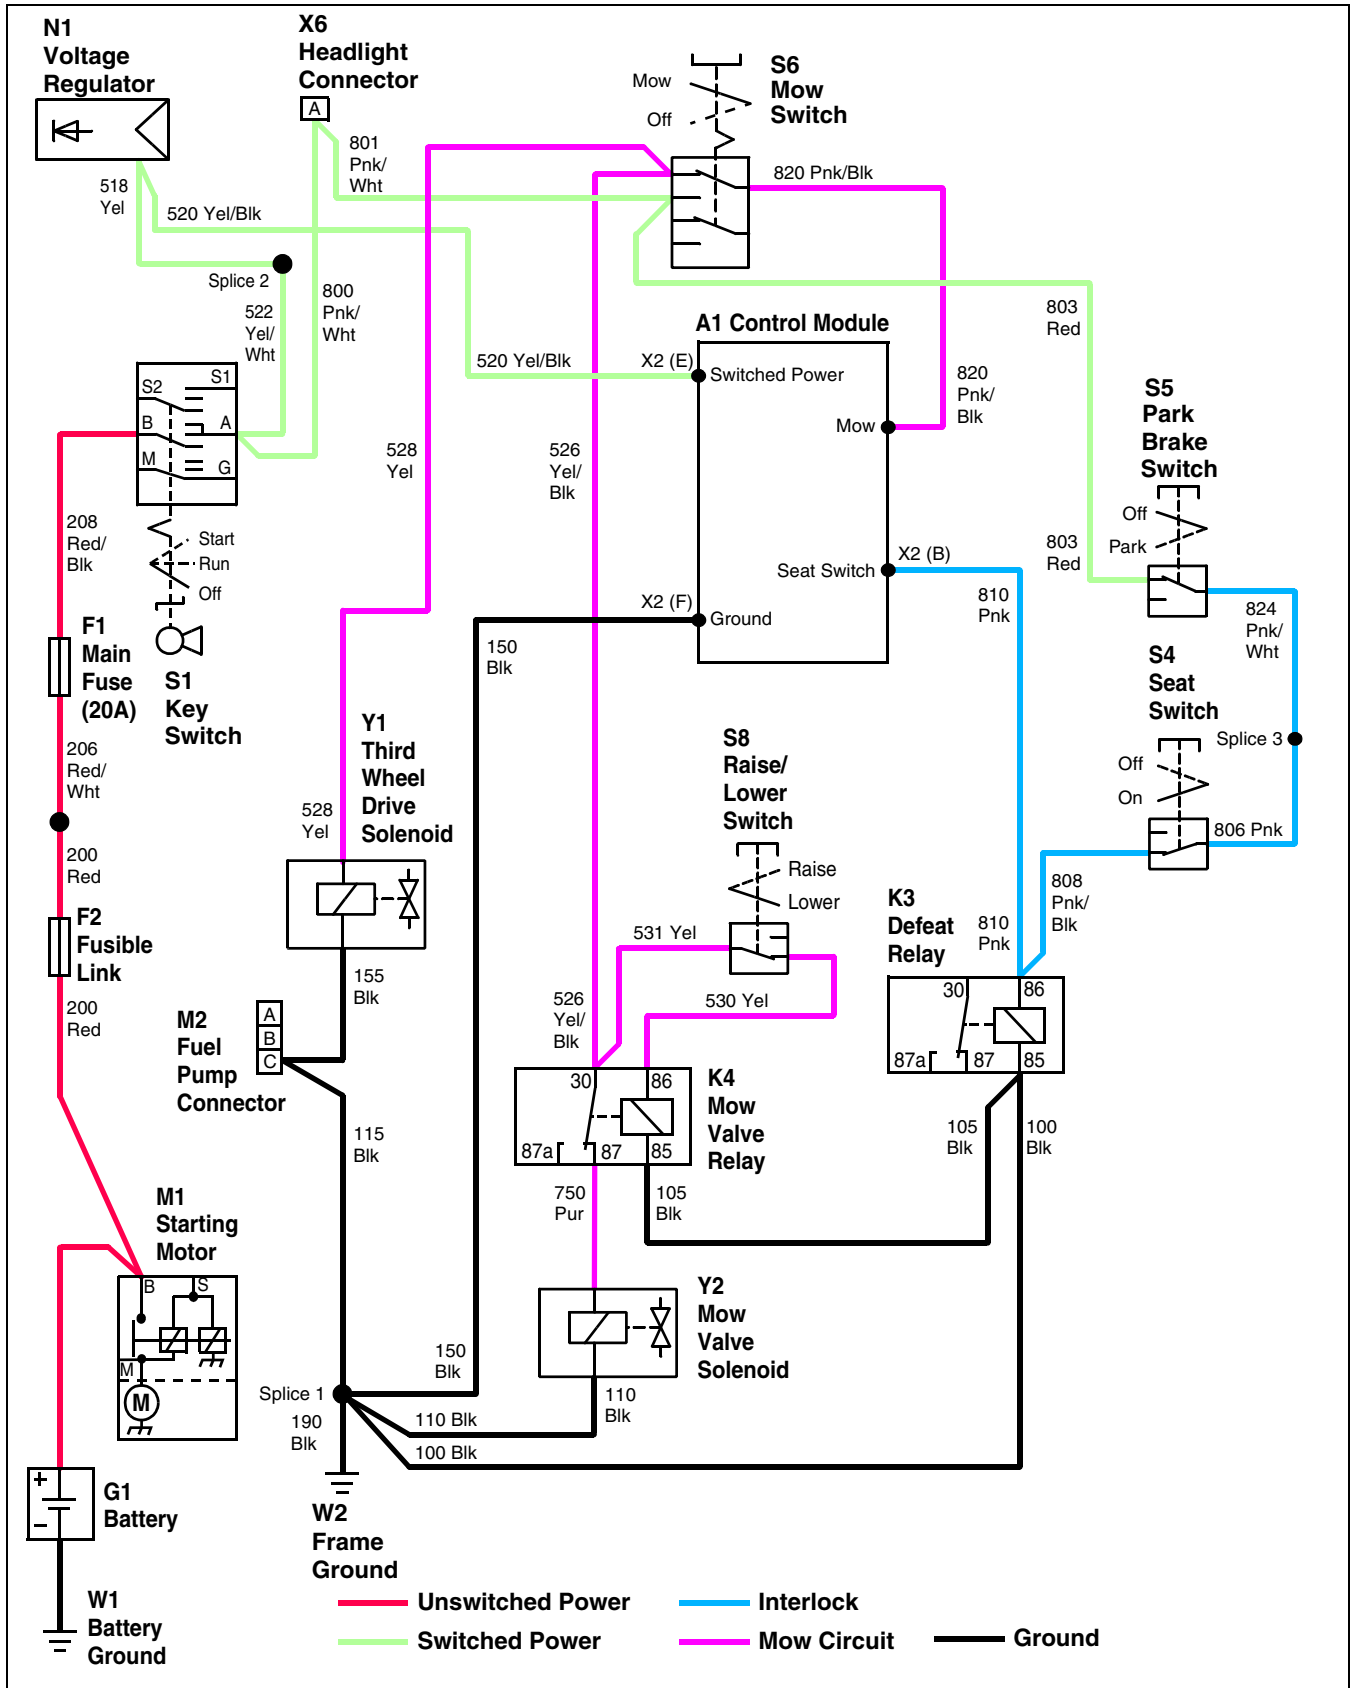 N1
Voltage
Regulator
X6
Headlight
Connector
A
S6
Mow
Switch
Mow
Off
801
Pnk/
Wht
820 Pnk/Blk
518
Yel
520 Yel/Blk
Splice 2
522
Yel/
Wht
800
Pnk/
Wht
803
Red
A1 Control Module
520 Yel/Blk
X2 (E)
Switched Power
820
Pnk/
Blk
Mow
S2
S1
B
A
M
G
528
Yel
526
Yel/
Blk
S5
Park
Brake
Switch
Off
Park
208
Red/
Blk
Start
Run
Off
803
Red
X2 (B)
Seat Switch
810
Pnk
X2 (F)
Ground
150
Blk
824
Pnk/
Wht
F1
Main
Fuse
(20A)
S1
Key
Switch
S4
Seat
Switch
Splice 3
Off
On
806 Pnk
206
Red/
Wht
Y1
Third
Wheel
Drive
Solenoid
528
Yel
S8
Raise/
Lower
Switch
Raise
Lower
200
Red
F2
Fusible
Link
K3
Defeat
Relay
810
Pnk
808
Pnk/
Blk
531 Yel
530 Yel
155
Blk
526
Yel/
Blk
30
86
87a
87
85
200
Red
M2
Fuel
Pump
Connector
A
B
C
30
86
87a
87
85
K4
Mow
Valve
Relay
115
Blk
105
Blk
100
Blk
750
Pur
105
Blk
M1
Starting
Motor
B
S
M
M
Y2
Mow
Valve
Solenoid
150
Blk
Splice 1
190
Blk
110 Blk
110
Blk
100 Blk
+
−
G1
Battery
W2
Frame
Ground
W1
Battery
Ground
Unswitched Power
Interlock
Switched Power
Mow Circuit
Ground